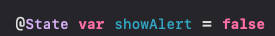 @State var showAlert = false